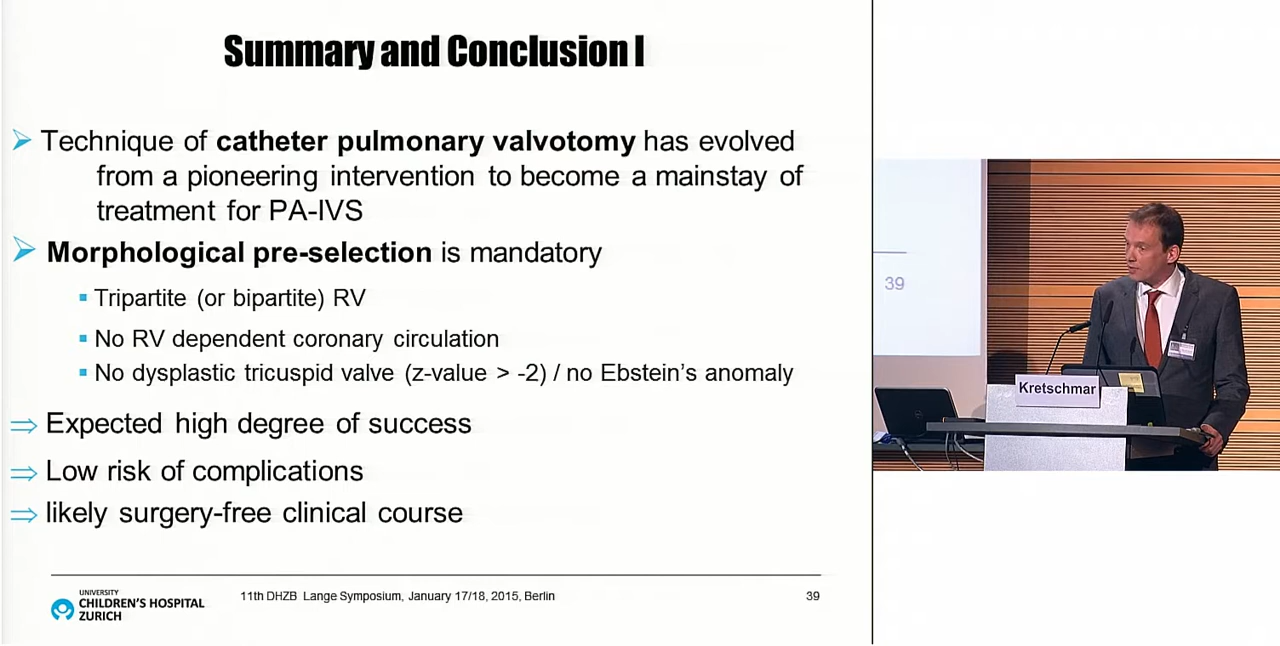 Summary and Conclusion I
Technique of catheter pulmonary valvotomy has evolved
from a pioneering intervention to become a mainstay of
treatment for PA-IVS
Morphological pre-selection is mandatory
Tripartite (or bipartite) RV
No RV dependent coronary circulation
No dysplastic tricuspid valve (z-value > -2) / no Ebstein's anomaly
⇒ Expected high degree of success
⇒ Low risk of complications
⇒ likely surgery-free clinical course
UNIVERSITY
CHILDREN'S HOSPITAL
ZURICH
11th DHZB Lange Symposium, January 17/18, 2015, Berlin
39
39
Kretschmar